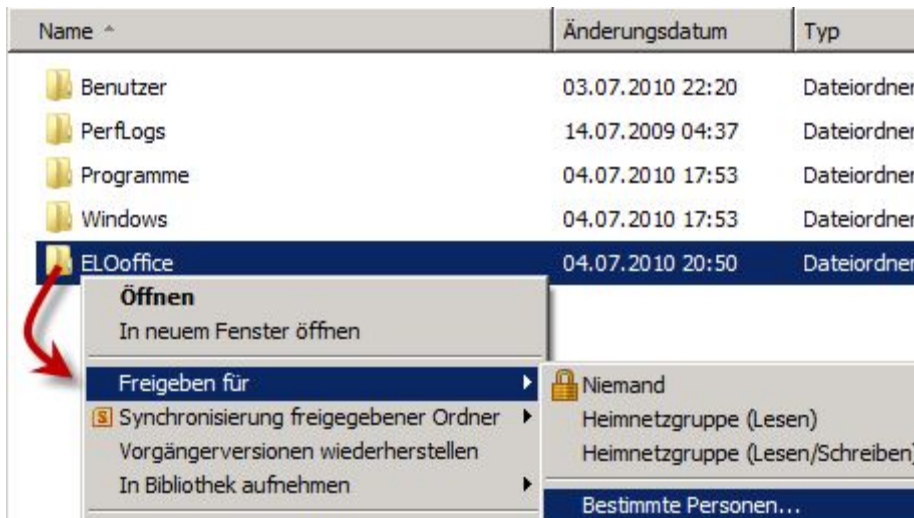 Name Änderungsdatum Typ
Benutzer 03.07.2010 22:20 Dateiordner
PerfLogs 14.07.2009 04:37 Dateiordner
Programme 04.07.2010 17:53 Dateiordner
Windows 04.07.2010 17:53 Dateiordner
ELOoffice 04.07.2010 20:50 Dateiordner
Öffnen
In neuem Fenster öffnen
Freigeben für
Synchronisierung freigegebener Ordner
Vorgängerversionen wiederherstellen
In Bibliothek aufnehmen
Niemand
Heimnetzgruppe (Lesen)
Heimnetzgruppe (Lesen/Schreiben)
Bestimmte Personen...